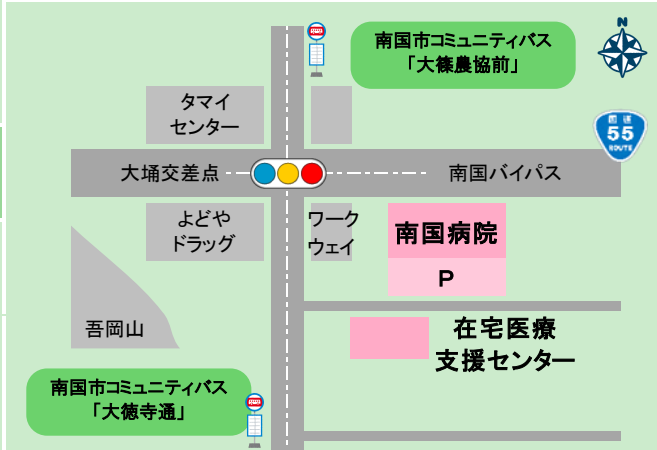 南国市コミュニティバス
「大篠農協前」
N
国道
55
ROUTE
タマイ
センター
大埇交差点
南国バイパス
よどや
ドラッグ
ワーク
ウェイ
南国病院
P
吾岡山
在宅医療
支援センター
南国市コミュニティバス
「大徳寺通」